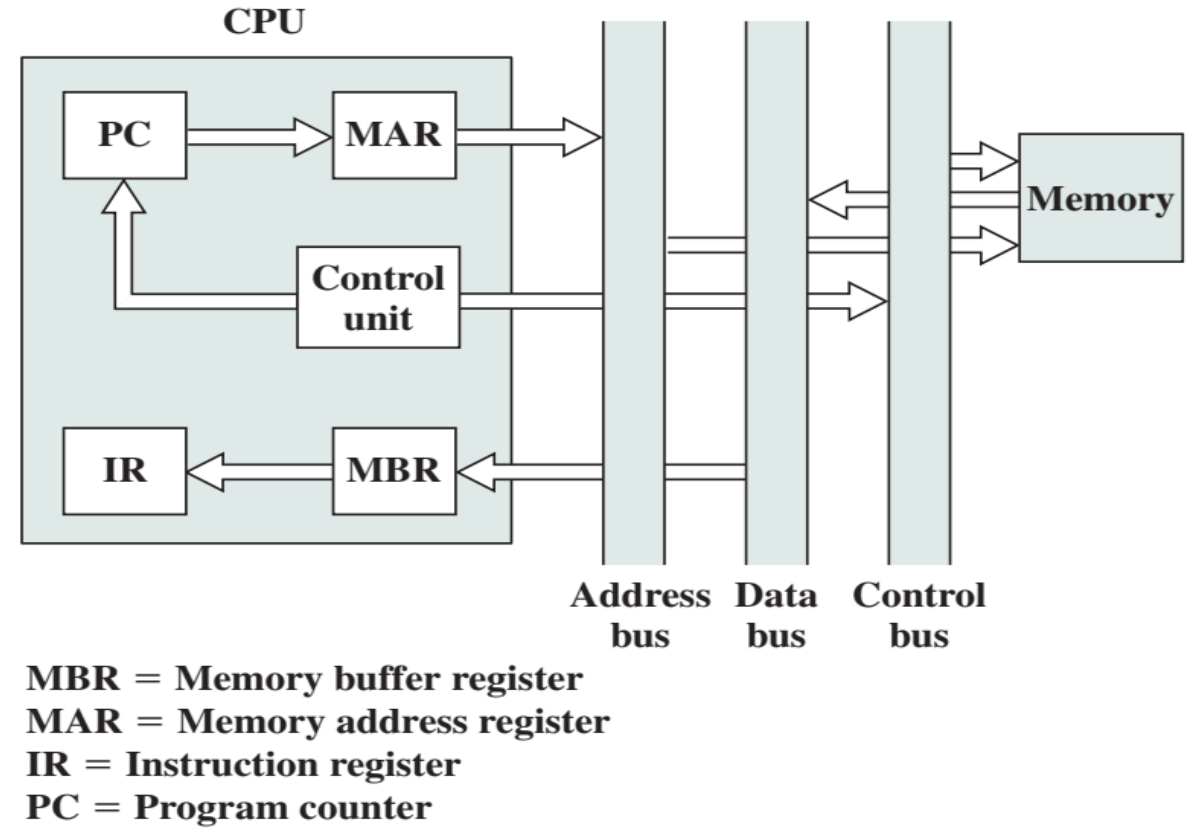 CPU
PC
MAR
Memory
Control
unit
IR
MBR
Address
bus
Data
bus
Control
bus
MBR = Memory buffer register
MAR = Memory address register
IR = Instruction register
PC = Program counter